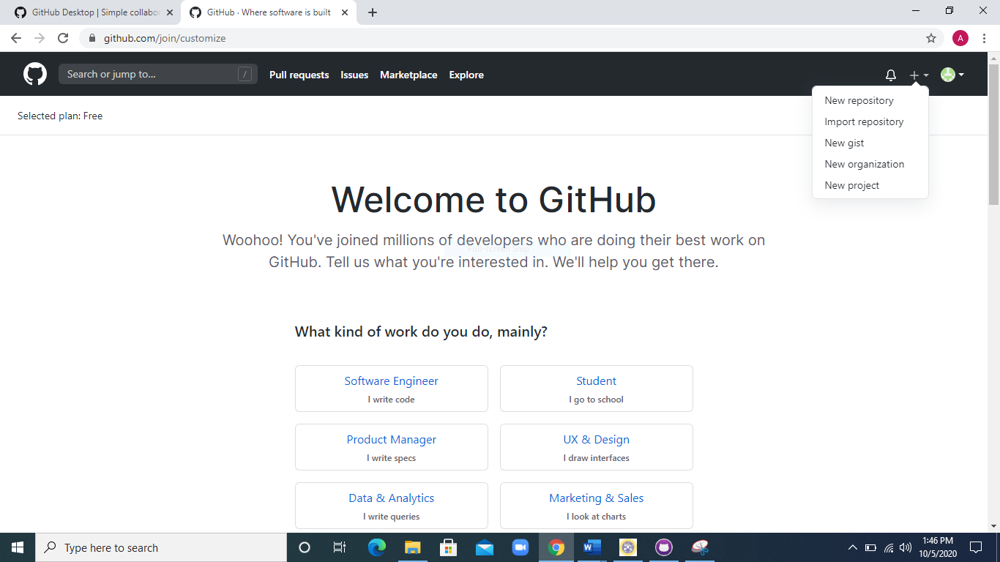 GitHub Desktop | Simple collabo
GitHub · Where software is built
github.com/join/customize
A
Search or jump to...
/
Pull requests
Issues
Marketplace
Explore
Selected plan: Free
New repository
Import repository
New gist
New organization
New project
Welcome to GitHub
Woohoo! You've joined millions of developers who are doing their best work on
GitHub. Tell us what you're interested in. We'll help you get there.
Full-screen Snip
What kind of work do you do, mainly?
Software Engineer
I write code
Student
I go to school
Product Manager
I write specs
UX & Design
I draw interfaces
Data & Analytics
I write queries
Marketing & Sales
I look at charts
Type here to search
W
1:46 PM
10/5/2020